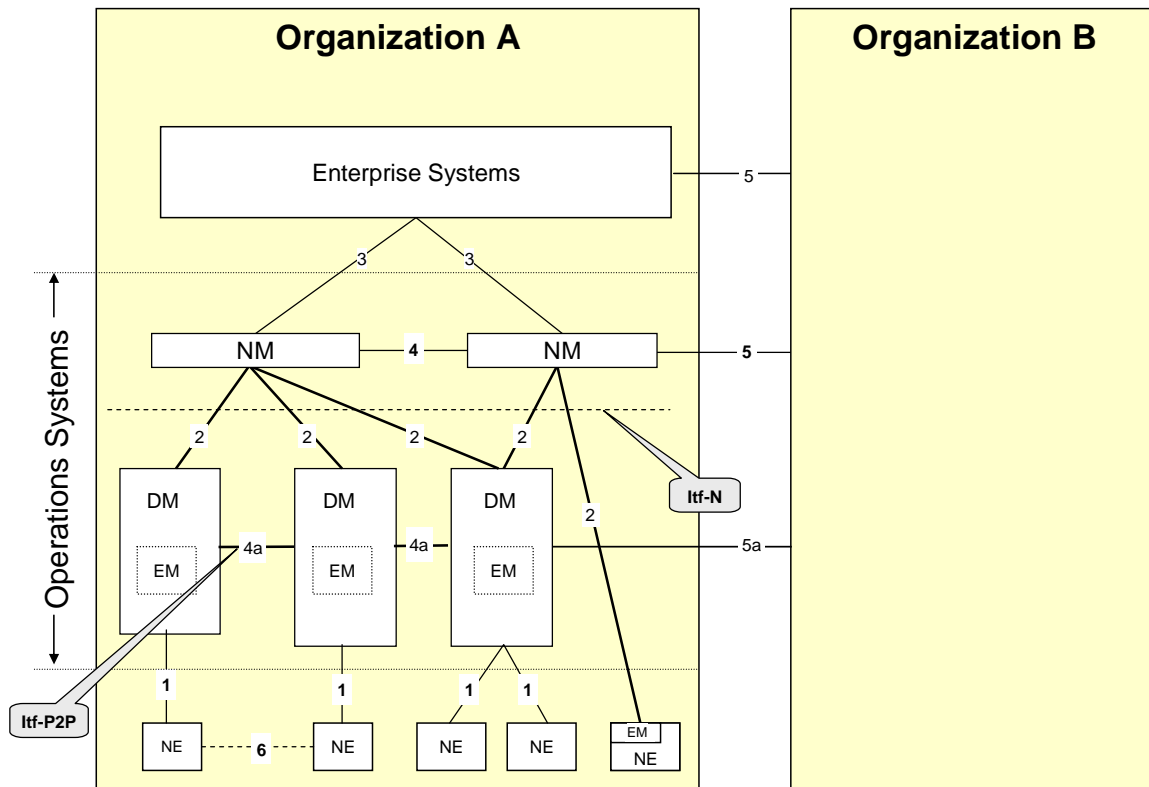 Organization A
Organization B
Enterprise Systems
5
3
3
Operations Systems
NM
4
NM
5
2
2
2
2
Itf-N
DM
DM
DM
2
4a
4a
5a
EM
EM
EM
1
1
1
1
Itf-P2P
NE
6
NE
NE
NE
EM
NE